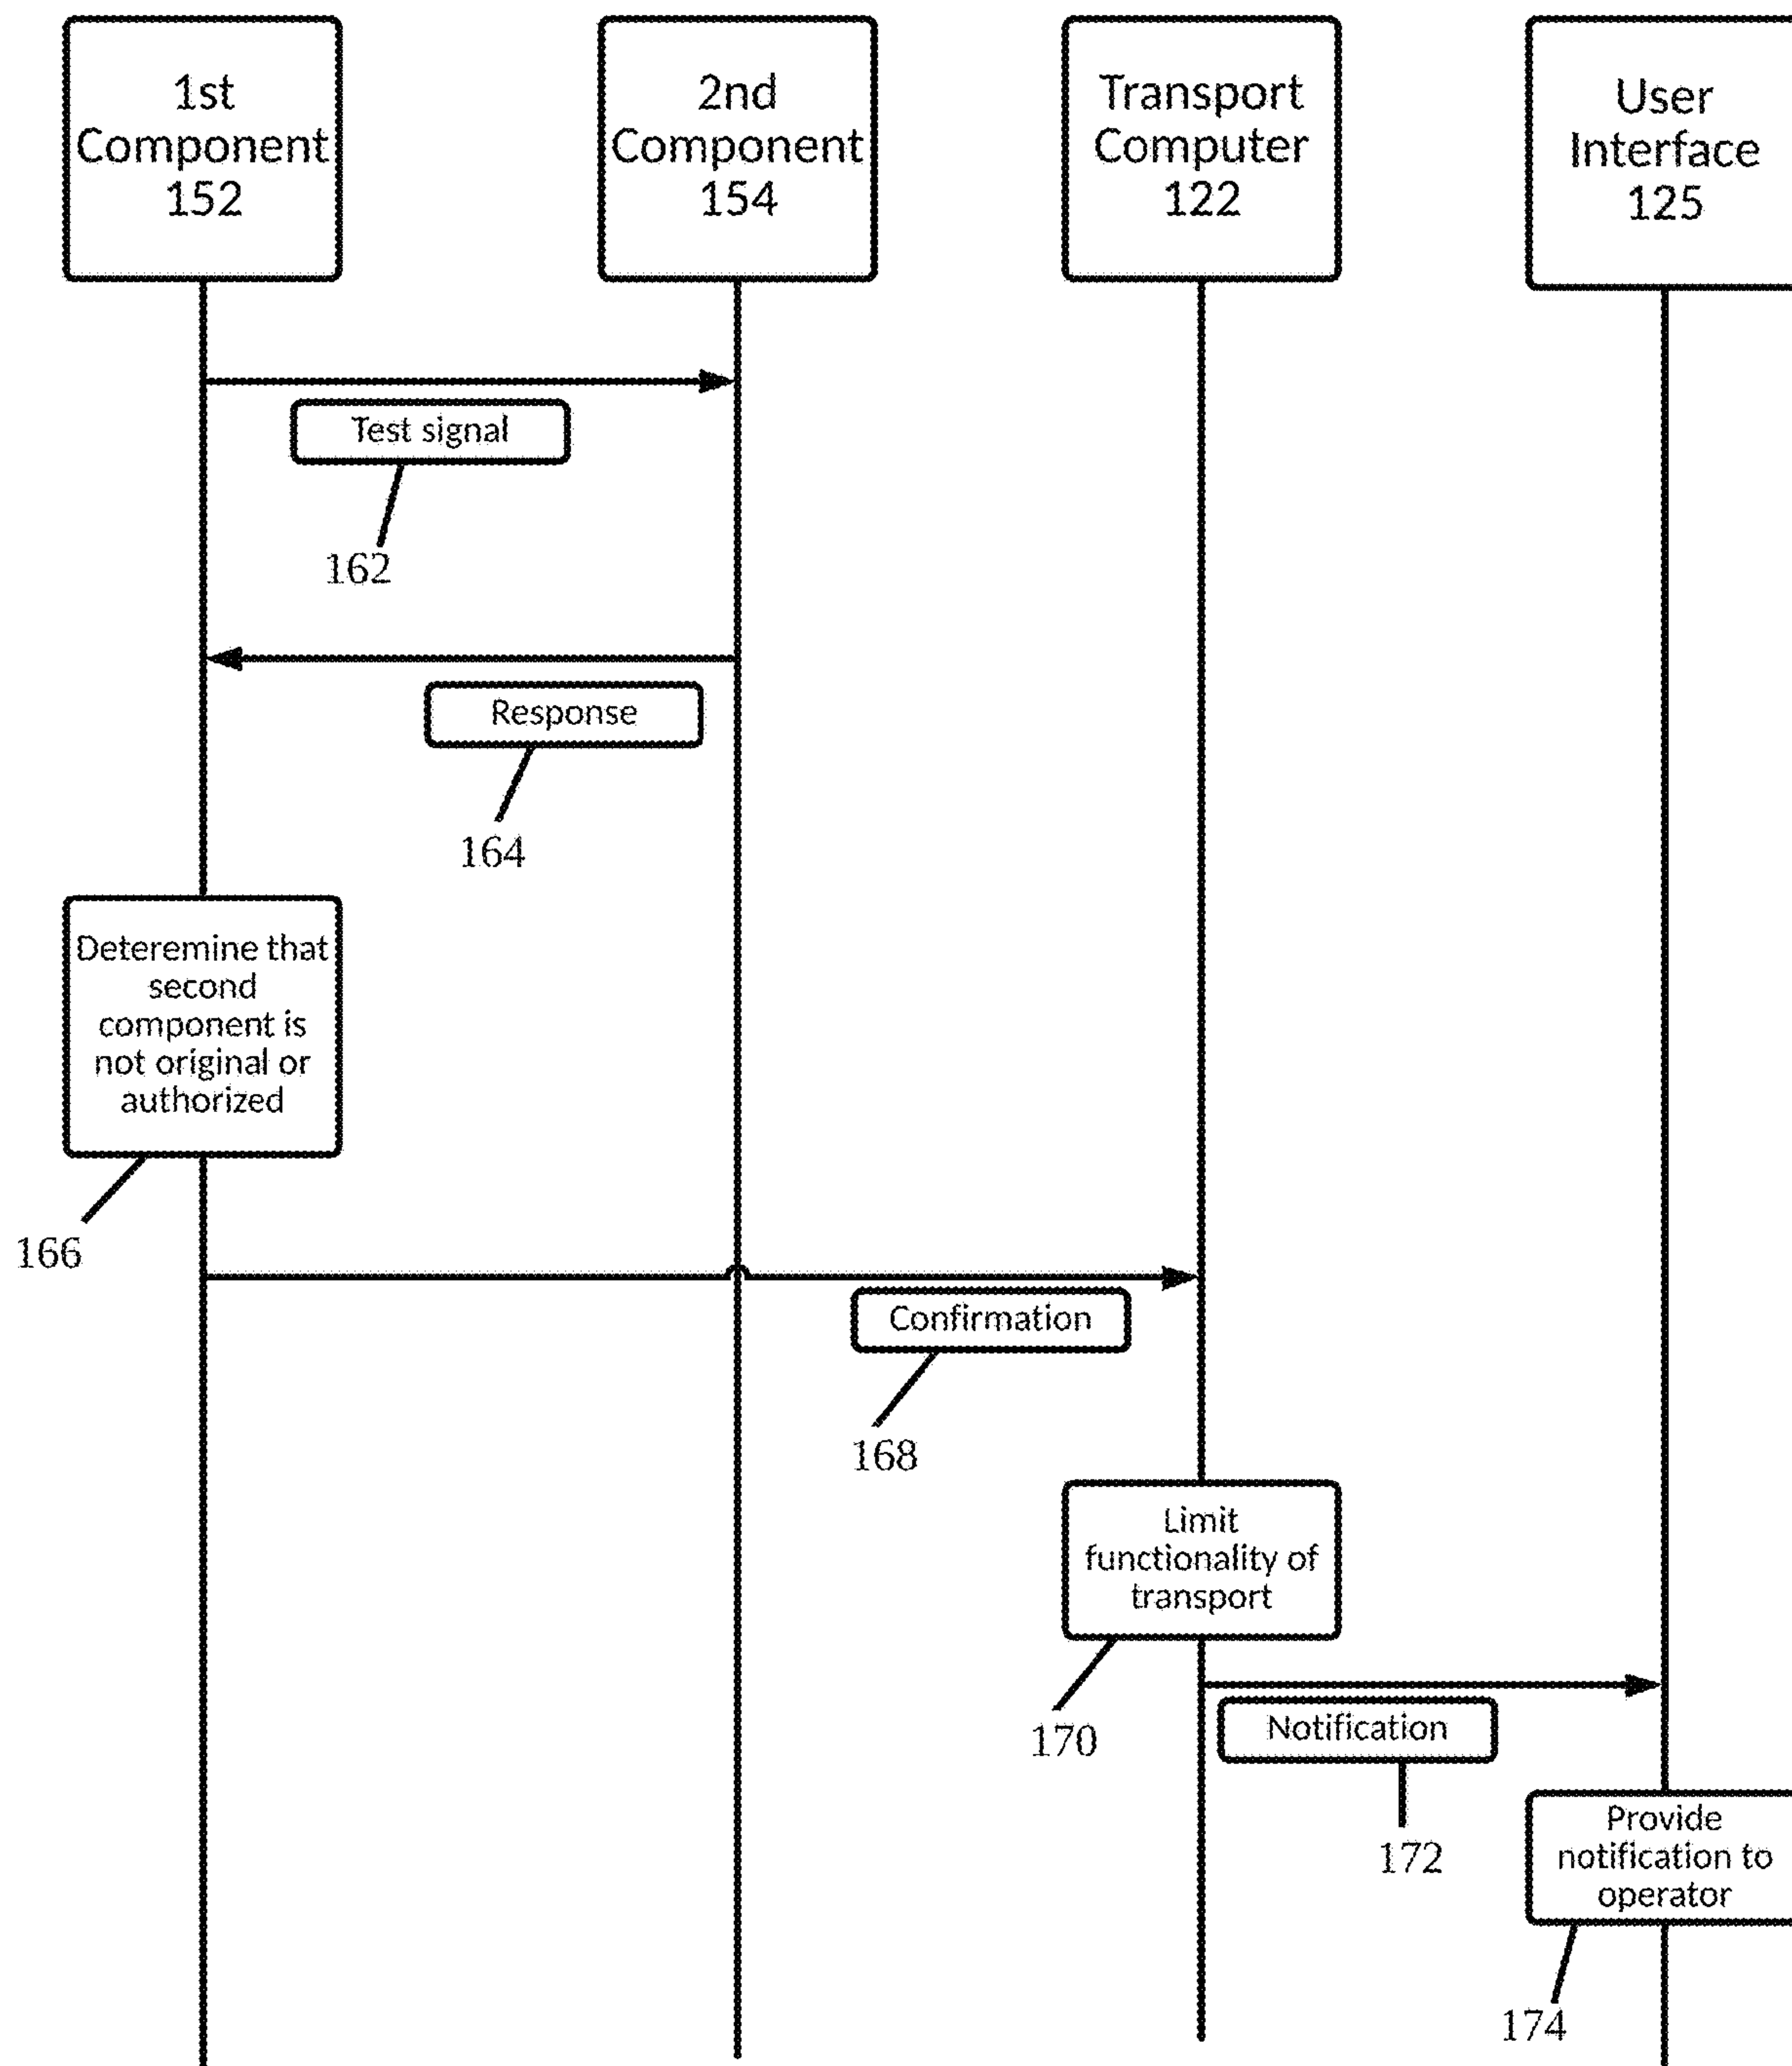 1st
Component
152
2nd
Component
154
Transport
Computer
122
User
Interface
125
Test signal
162
Response
164
Deteremine that
second
component is
not original or
authorized
166
Confirmation
168
Limit
functionality of
transport
170
Notification
172
Provide
notification to
operator
174